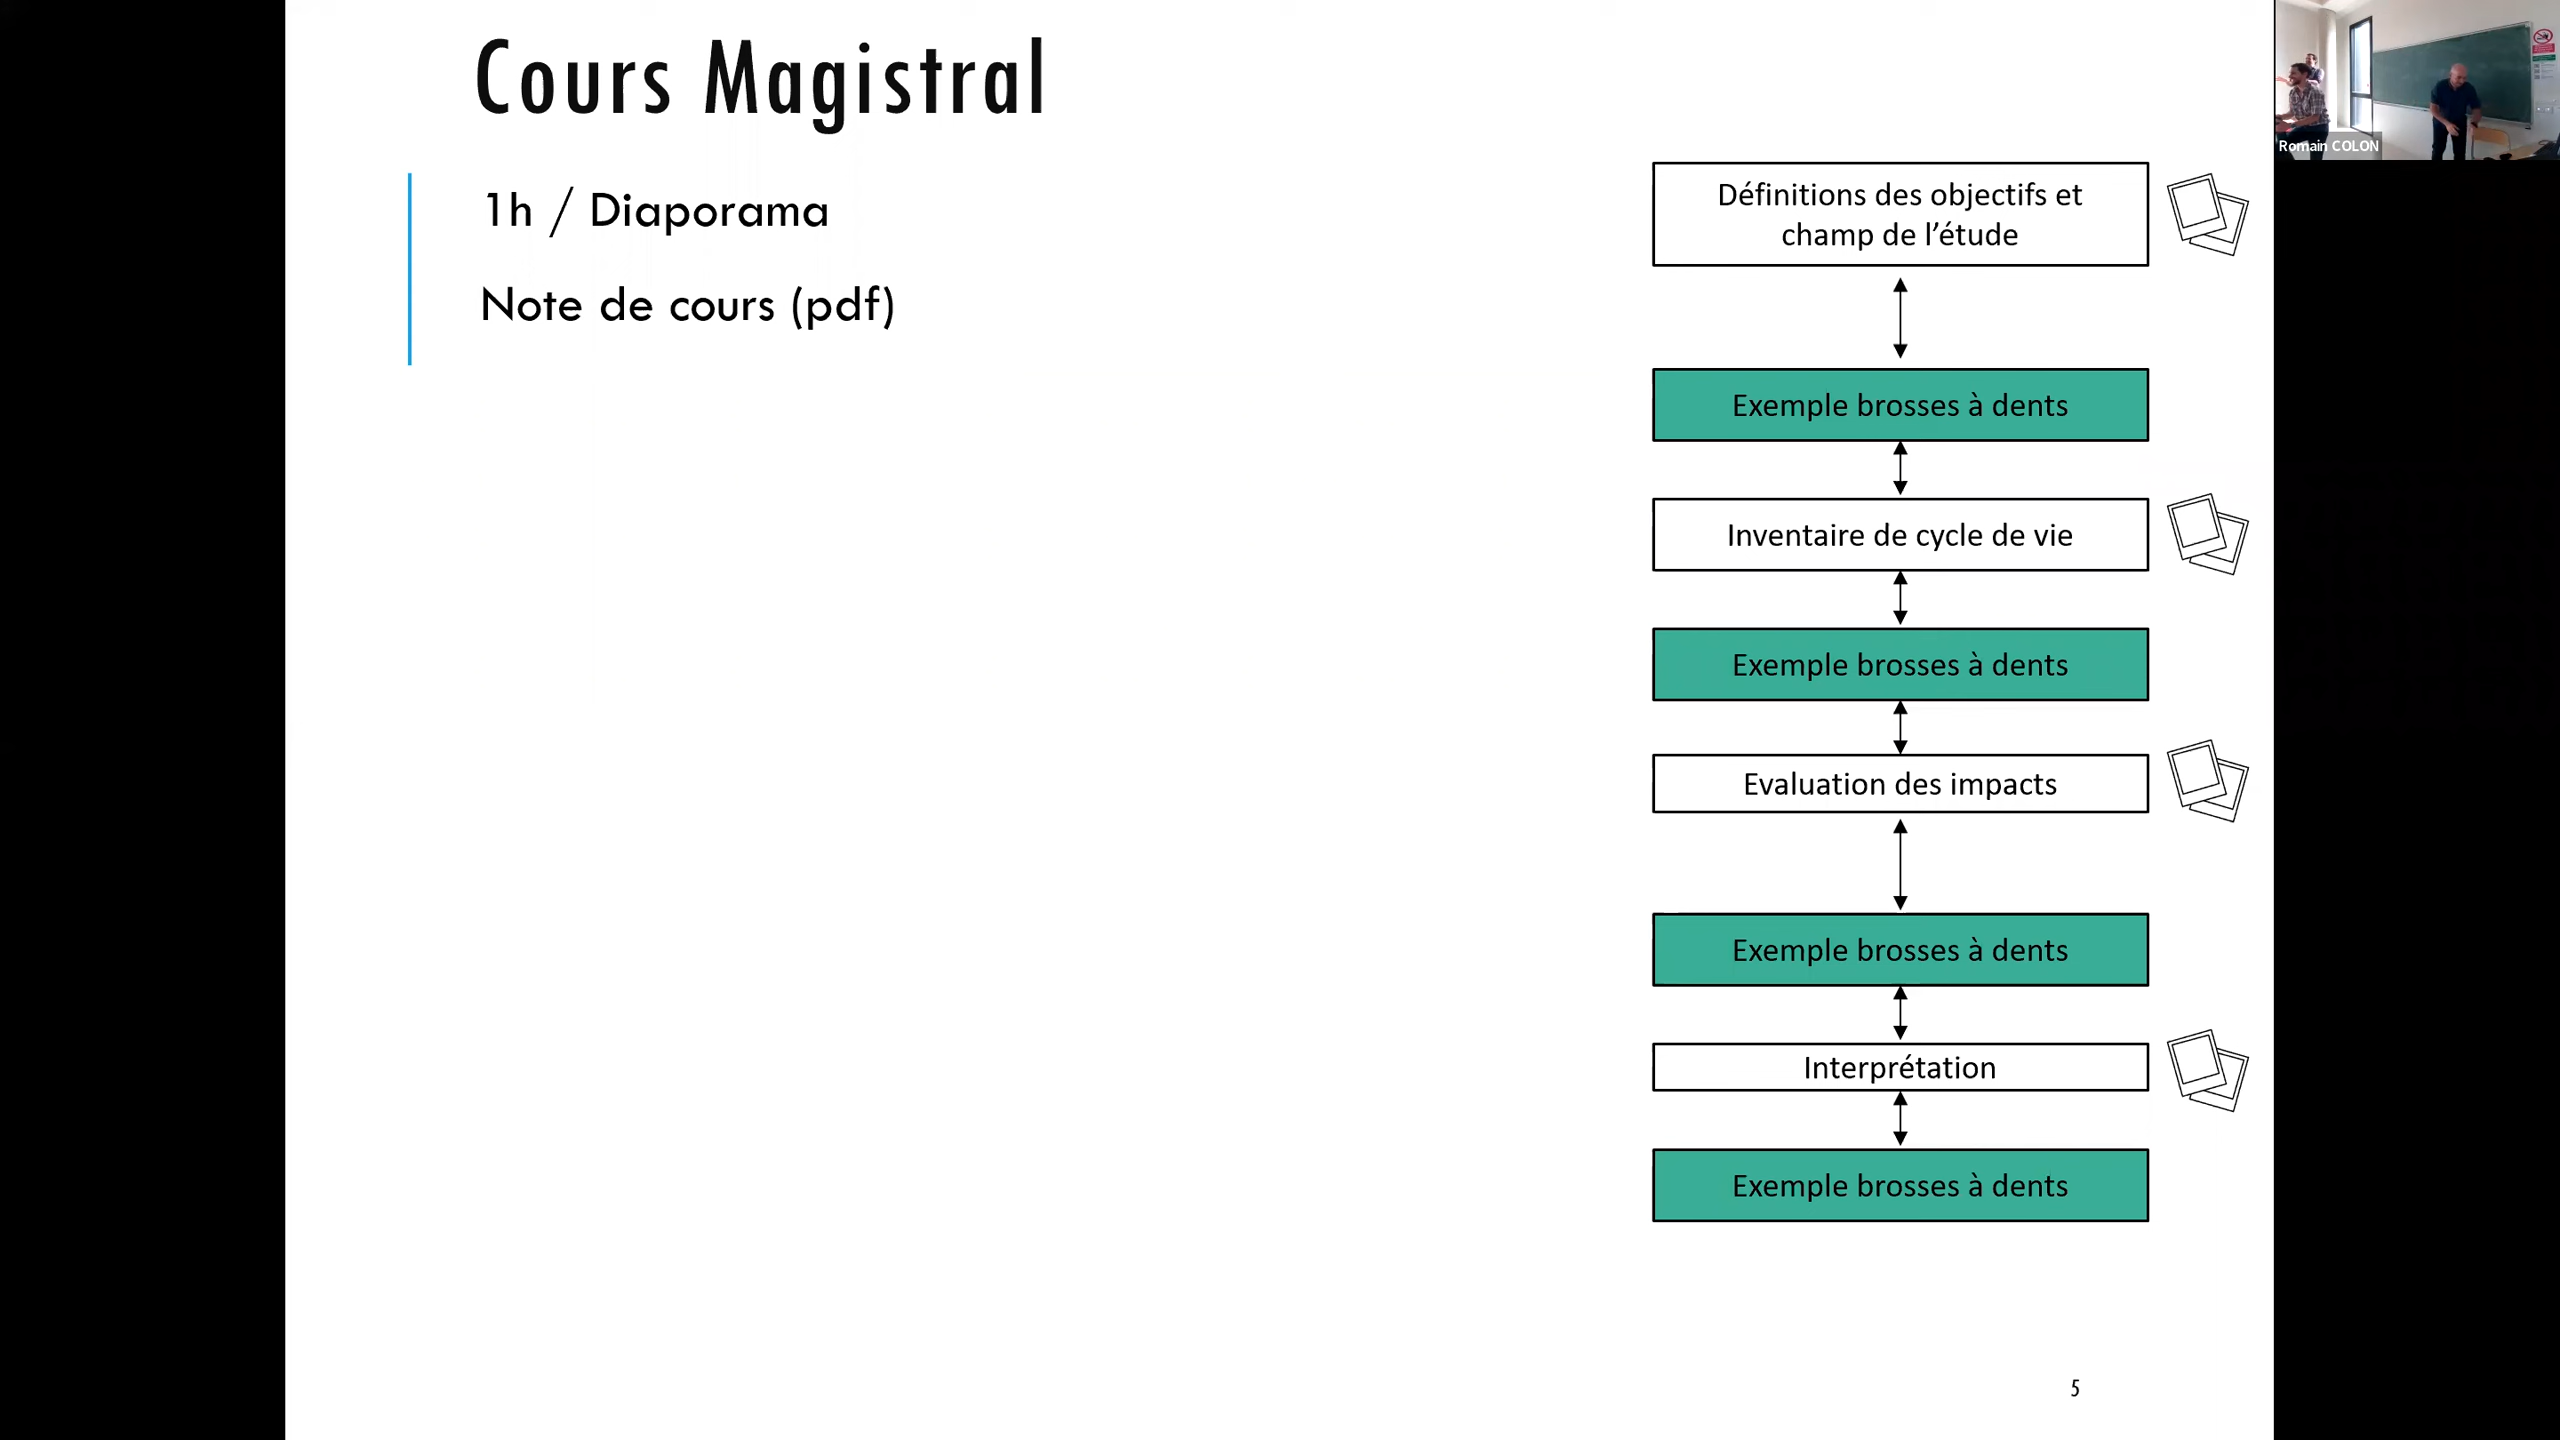 Cours Magistral
1h / Diaporama
Note de cours (pdf)
Définitions des objectifs et
champ de l’étude
Exemple brosses à dents
Inventaire de cycle de vie
Exemple brosses à dents
Evaluation des impacts
Exemple brosses à dents
Interprétation
Exemple brosses à dents
5
Romain COLON